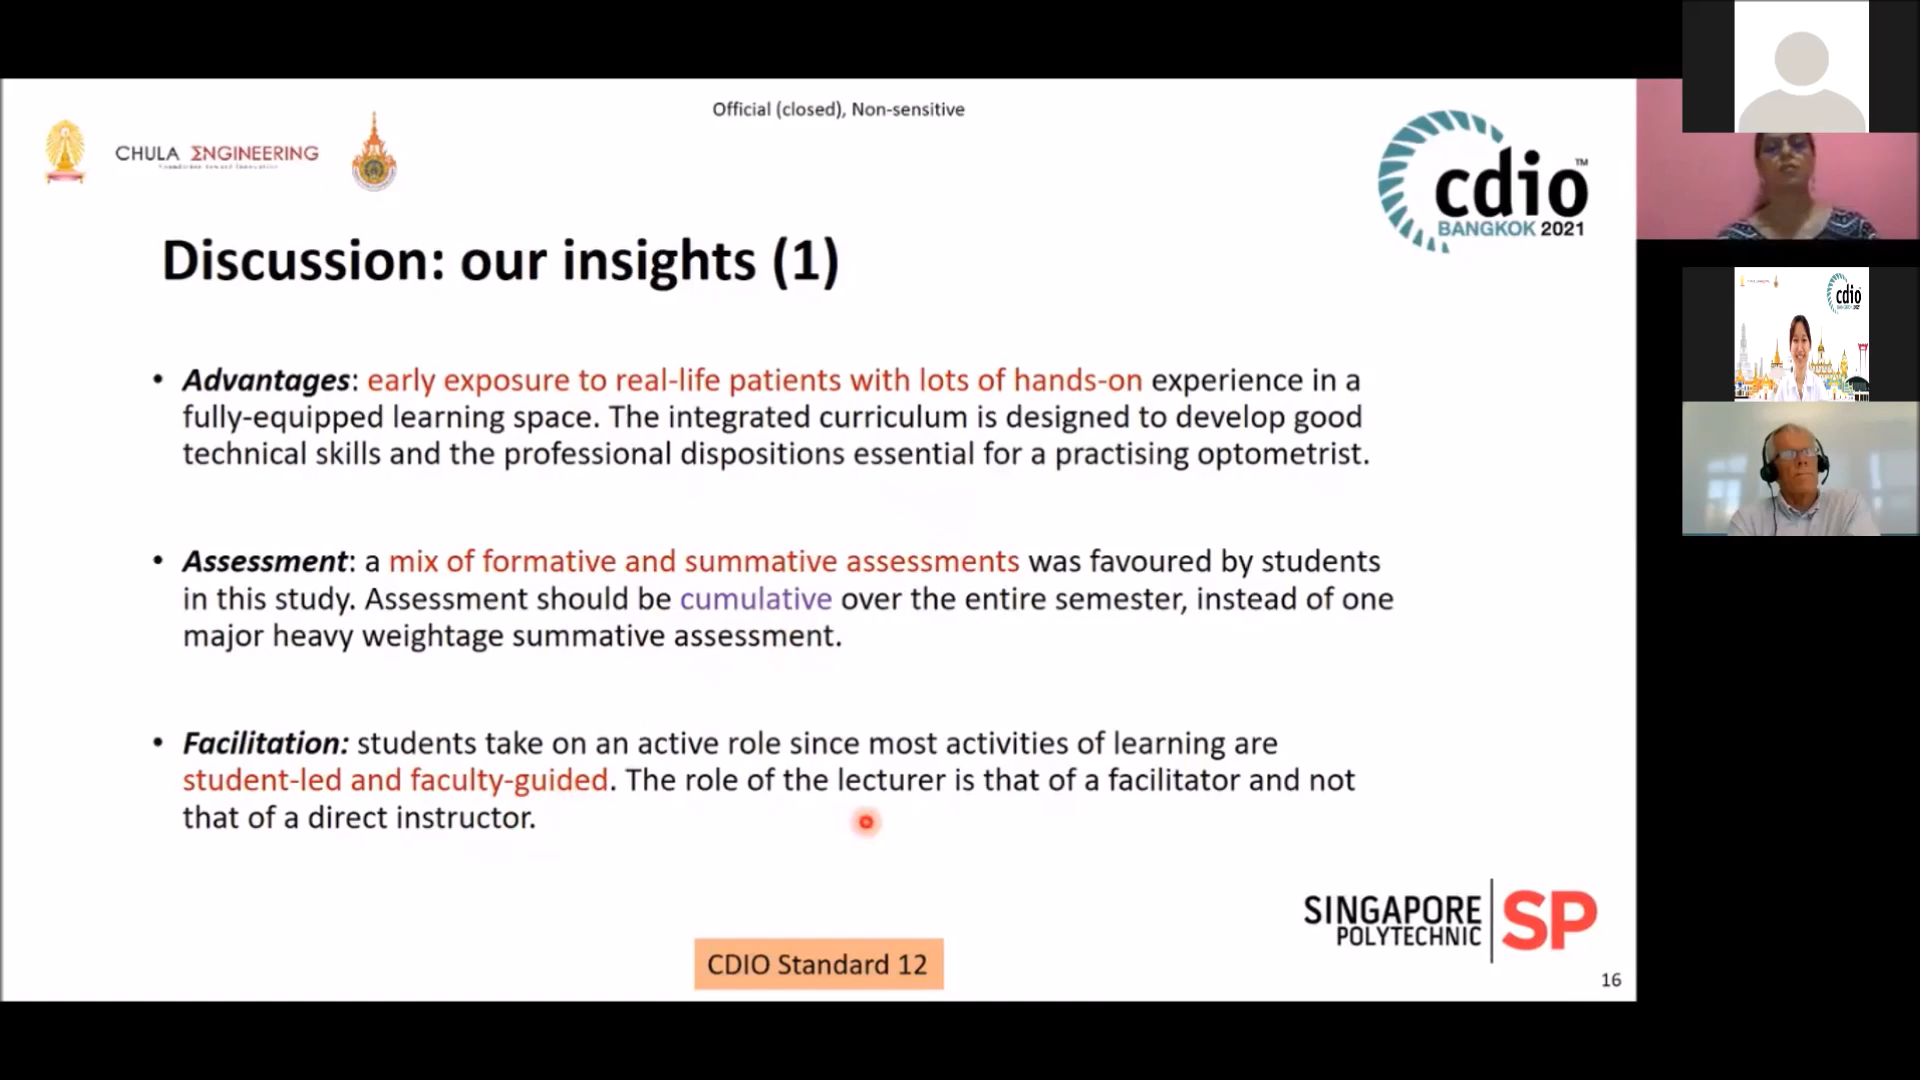 Official (closed), Non-sensitive
CHULA ΣNGINEERING
cdio™
BANGKOK 2021
Discussion: our insights (1)
• Advantages: early exposure to real-life patients with lots of hands-on experience in a
fully-equipped learning space. The integrated curriculum is designed to develop good
technical skills and the professional dispositions essential for a practising optometrist.
• Assessment: a mix of formative and summative assessments was favoured by students
in this study. Assessment should be cumulative over the entire semester, instead of one
major heavy weightage summative assessment.
• Facilitation: students take on an active role since most activities of learning are
student-led and faculty-guided. The role of the lecturer is that of a facilitator and not
that of a direct instructor.
SINGAPORE
POLYTECHNIC
SP
CDIO Standard 12
16
cdio